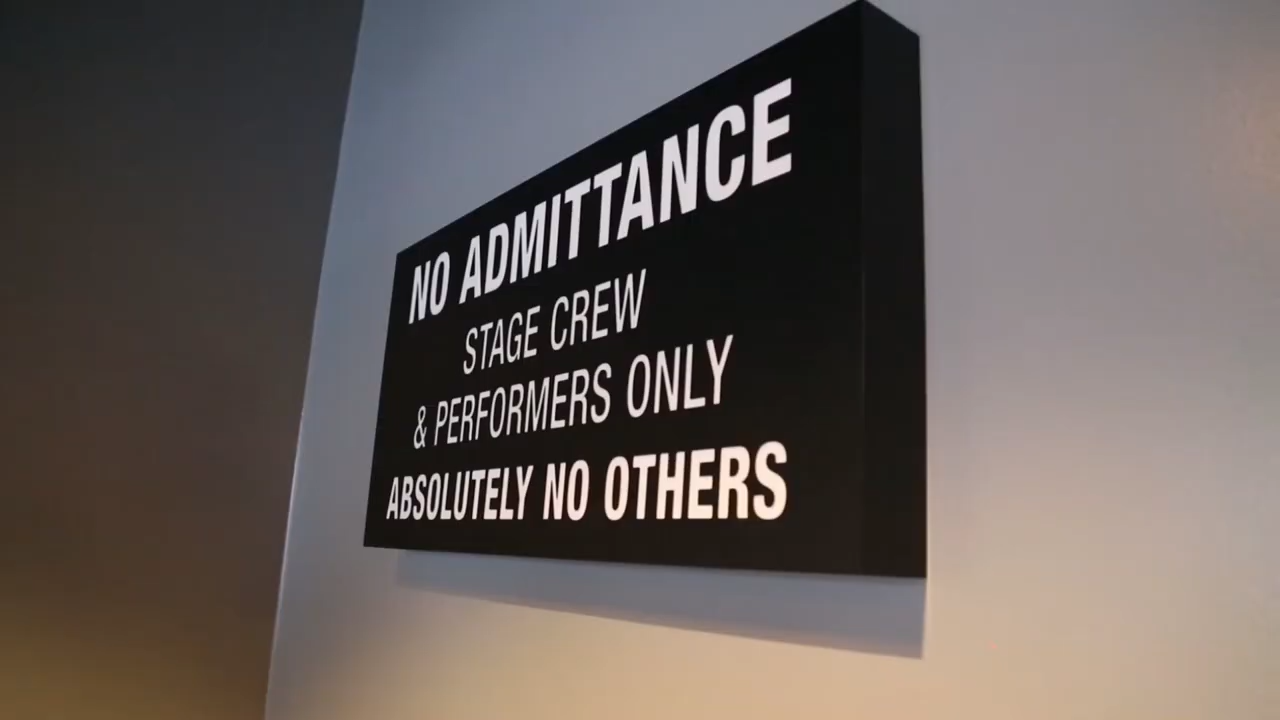 NO ADMITTANCE
STAGE CREW
& PERFORMERS ONLY
ABSOLUTELY NO OTHERS